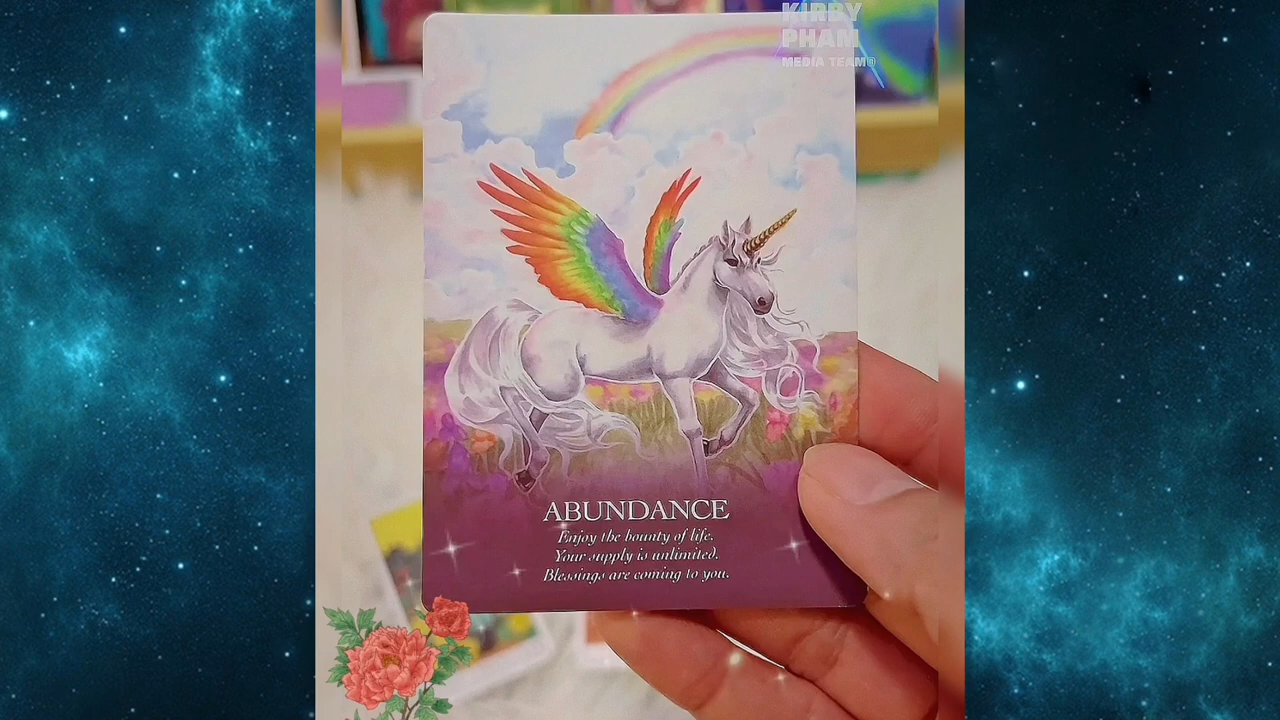 KIRBY
PHAM
MEDIA TEAM®
ABUNDANCE
Enjoy the bounty of life.
Your supply is unlimited.
Blessings are coming to you.